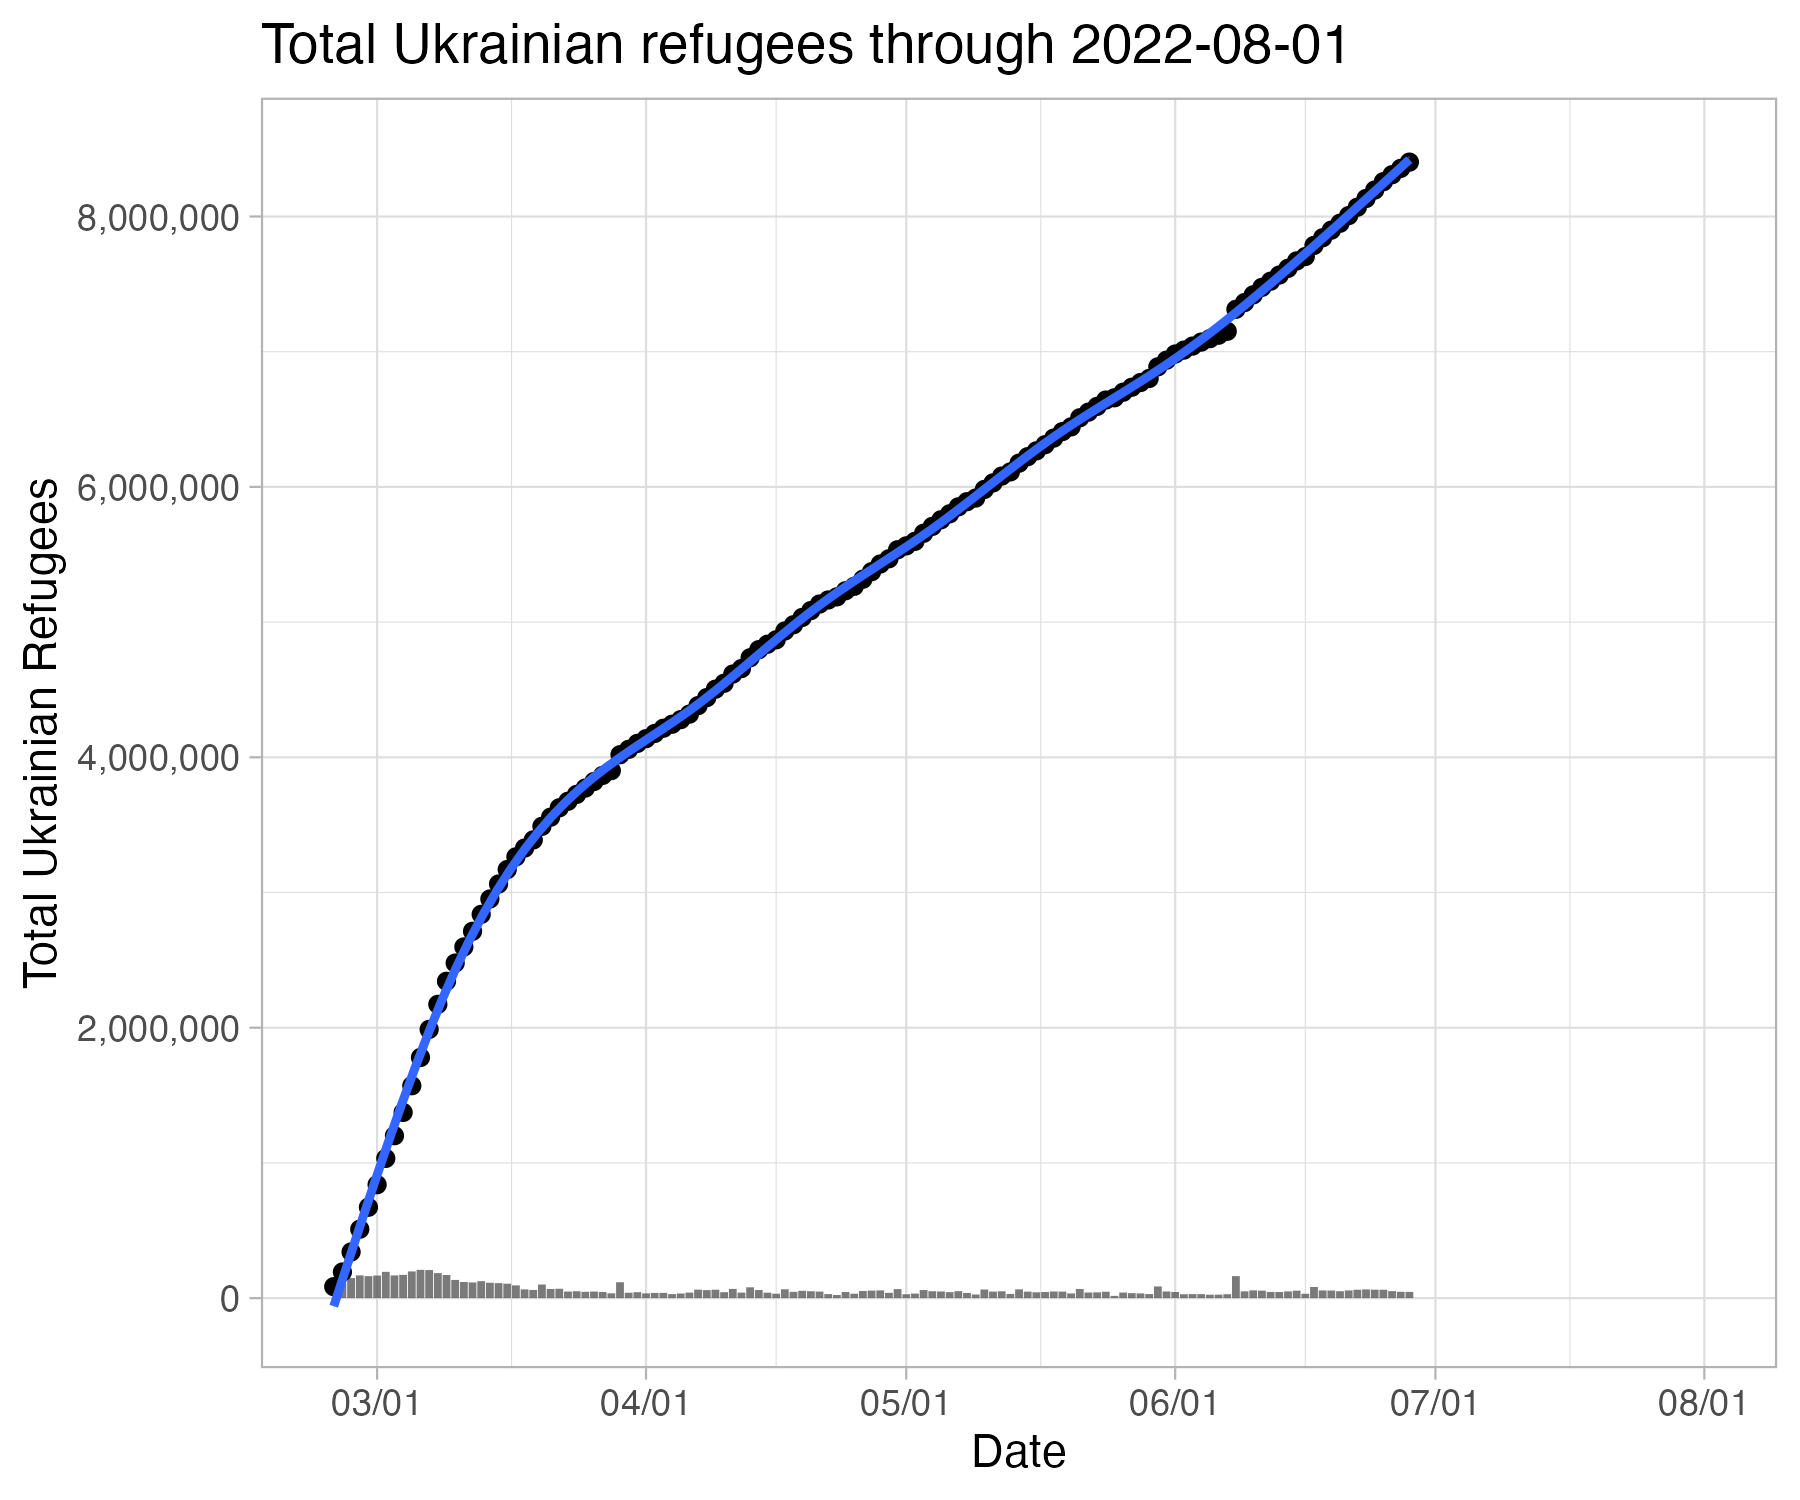 Total Ukrainian refugees through 2022-08-01
Total Ukrainian Refugees
8,000,000
6,000,000
4,000,000
2,000,000
0
03/01 04/01 05/01 06/01 07/01 08/01
Date